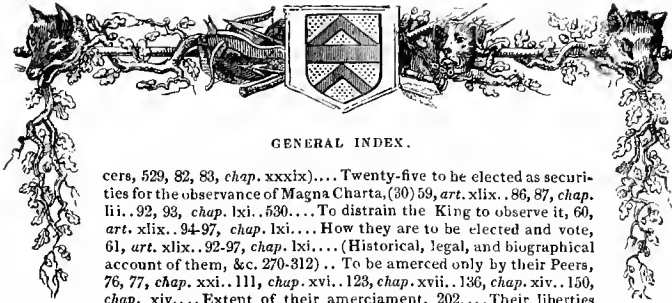 GENERAL INDEX.
cers, 529, 82, 83, chap. xxxix).... Twenty-five to be elected as securi-
ties for the observance of Magna Charta, (30) 59, art. xlix..86, 87, chap.
lii..92, 93, chap. lxi..530....To distrain the King to observe it, 60,
art. xlix..94-97, chap. lxi....How they are to be elected and vote,
61, art. xlix..92-97, chap. lxi....(Historical, legal, and biographical
account of them, &c. 270-312) .. To be amerced only by their Peers,
76, 77, chap. xxi..111, chap. xvi..123, chap. xvii..136, chap. xiv..150,
chap. xiv....Extent of their amerciament, 202....Their liberties